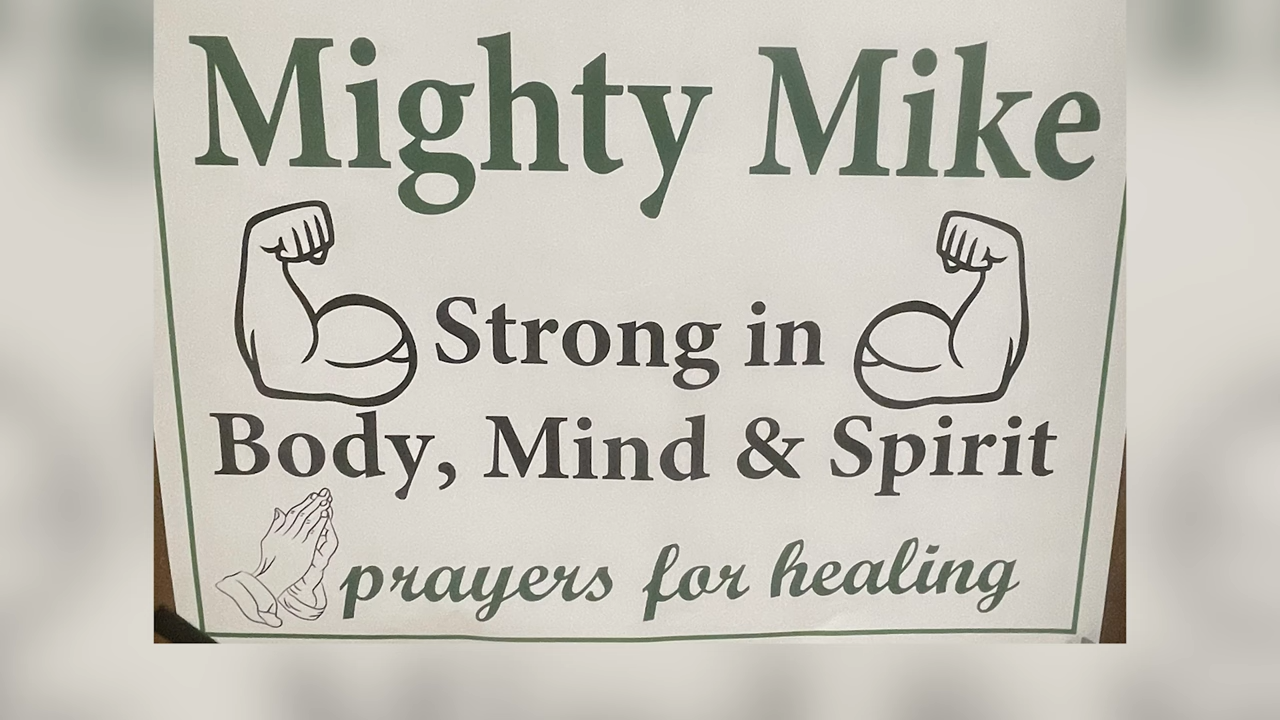 Mighty Mike
Strong in
Body, Mind & Spirit
prayers for healing